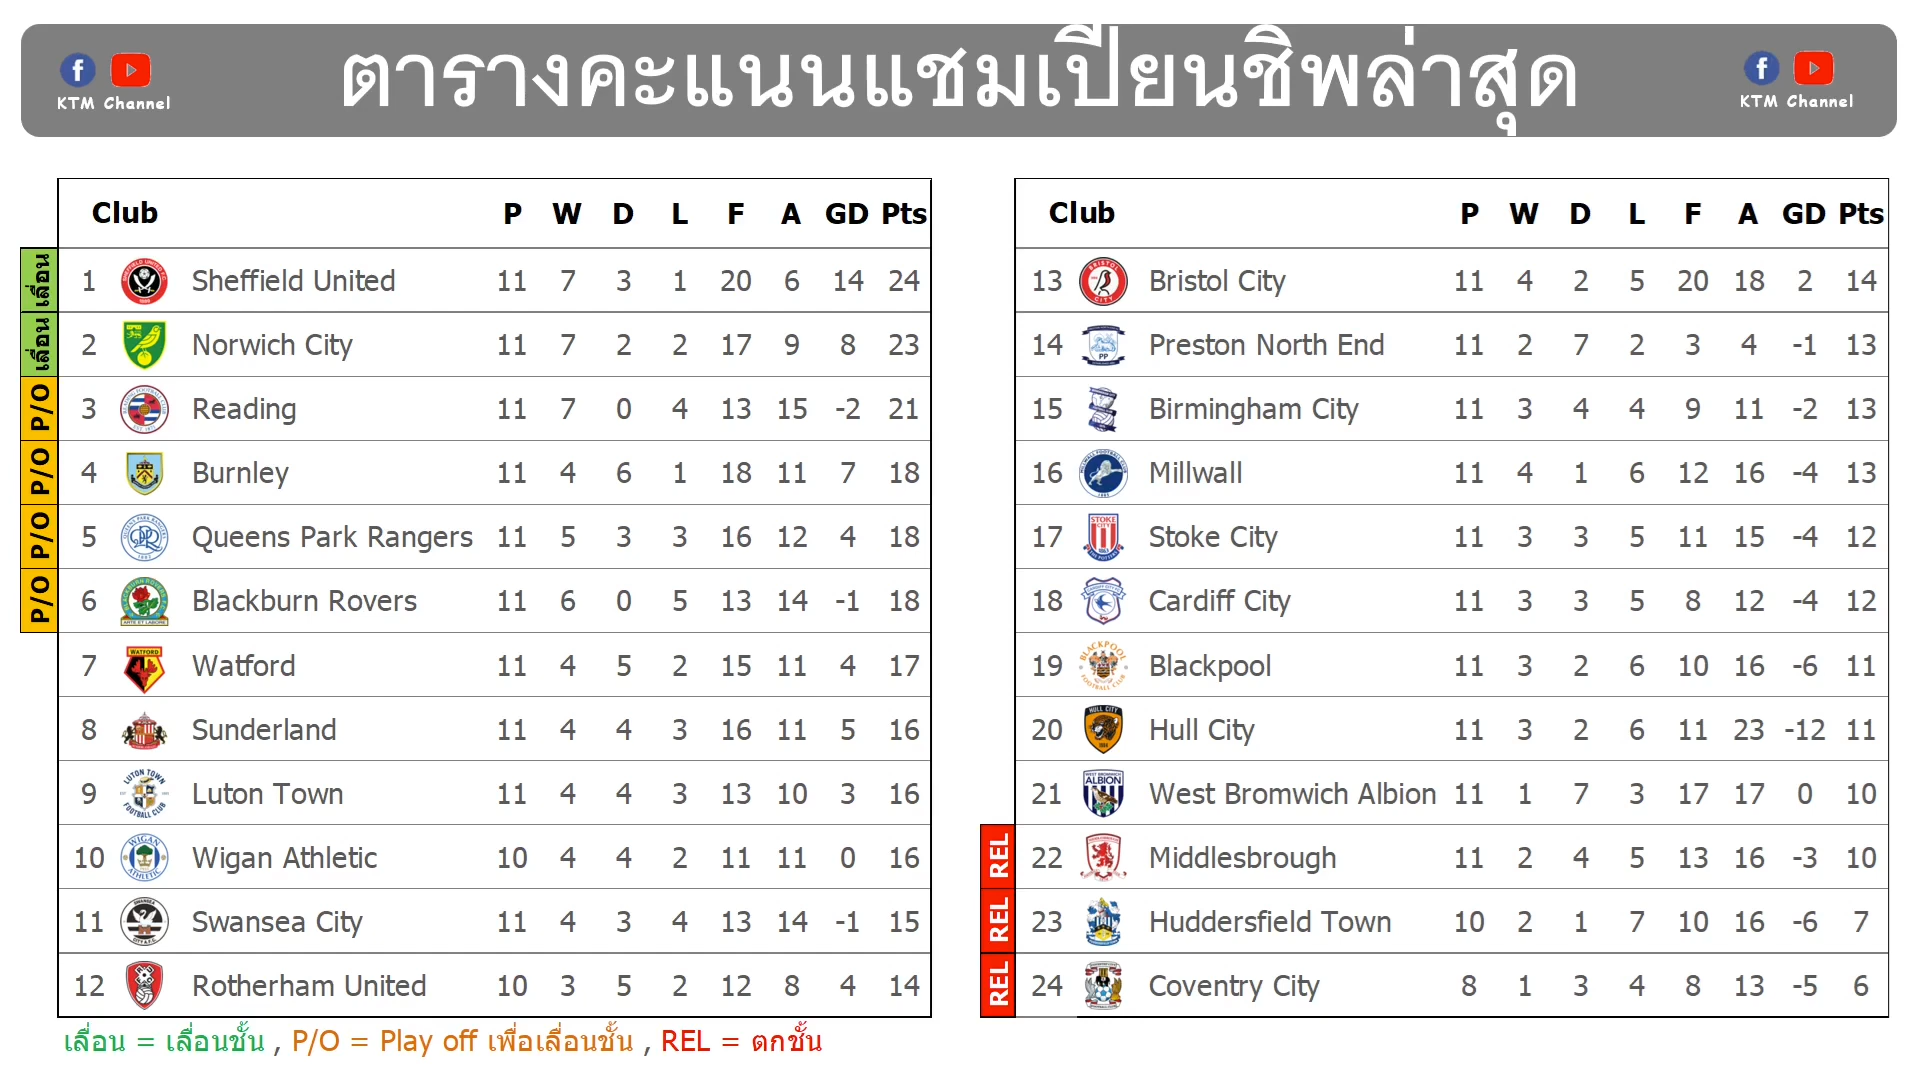 ตารางคะแนนแชมเปียนชิพล่าสุด
KTM Channel
KTM Channel
Club P W D L F A GD Pts
เลื่อน 1 Sheffield United 11 7 3 1 20 6 14 24
เลื่อน 2 Norwich City 11 7 2 2 17 9 8 23
P/O 3 Reading 11 7 0 4 13 15 -2 21
P/O 4 Burnley 11 4 6 1 18 11 7 18
P/O 5 Queens Park Rangers 11 5 3 3 16 12 4 18
P/O 6 Blackburn Rovers 11 6 0 5 13 14 -1 18
7 Watford 11 4 5 2 15 11 4 17
8 Sunderland 11 4 4 3 16 11 5 16
9 Luton Town 11 4 4 3 13 10 3 16
10 Wigan Athletic 10 4 4 2 11 11 0 16
11 Swansea City 11 4 3 4 13 14 -1 15
12 Rotherham United 10 3 5 2 12 8 4 14
Club P W D L F A GD Pts
13 Bristol City 11 4 2 5 20 18 2 14
14 Preston North End 11 2 7 2 3 4 -1 13
15 Birmingham City 11 3 4 4 9 11 -2 13
16 Millwall 11 4 1 6 12 16 -4 13
17 Stoke City 11 3 3 5 11 15 -4 12
18 Cardiff City 11 3 3 5 8 12 -4 12
19 Blackpool 11 3 2 6 10 16 -6 11
20 Hull City 11 3 2 6 11 23 -12 11
21 West Bromwich Albion 11 1 7 3 17 17 0 10
REL 22 Middlesbrough 11 2 4 5 13 16 -3 10
REL 23 Huddersfield Town 10 2 1 7 10 16 -6 7
REL 24 Coventry City 8 1 3 4 8 13 -5 6
เลื่อน = เลื่อนชั้น , P/O = Play off เพื่อเลื่อนชั้น , REL = ตกชั้น